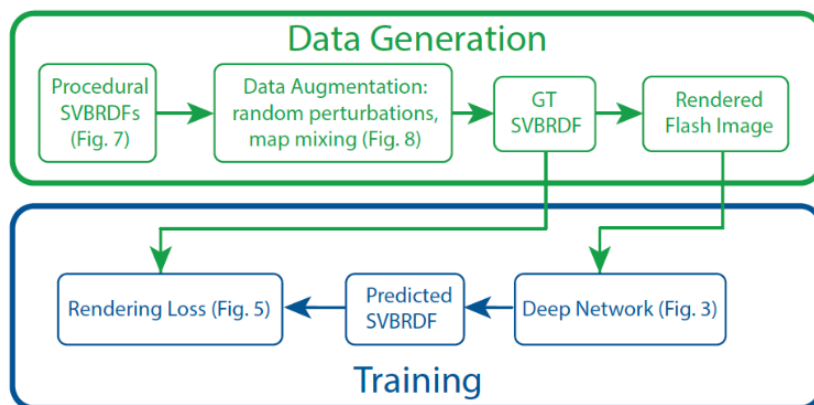 Data Generation
Procedural
SVBRDFs
(Fig. 7)
Data Augmentation:
random perturbations,
map mixing (Fig. 8)
GT
SVBRDF
Rendered
Flash Image
Rendering Loss (Fig. 5)
Predicted
SVBRDF
Deep Network (Fig. 3)
Training